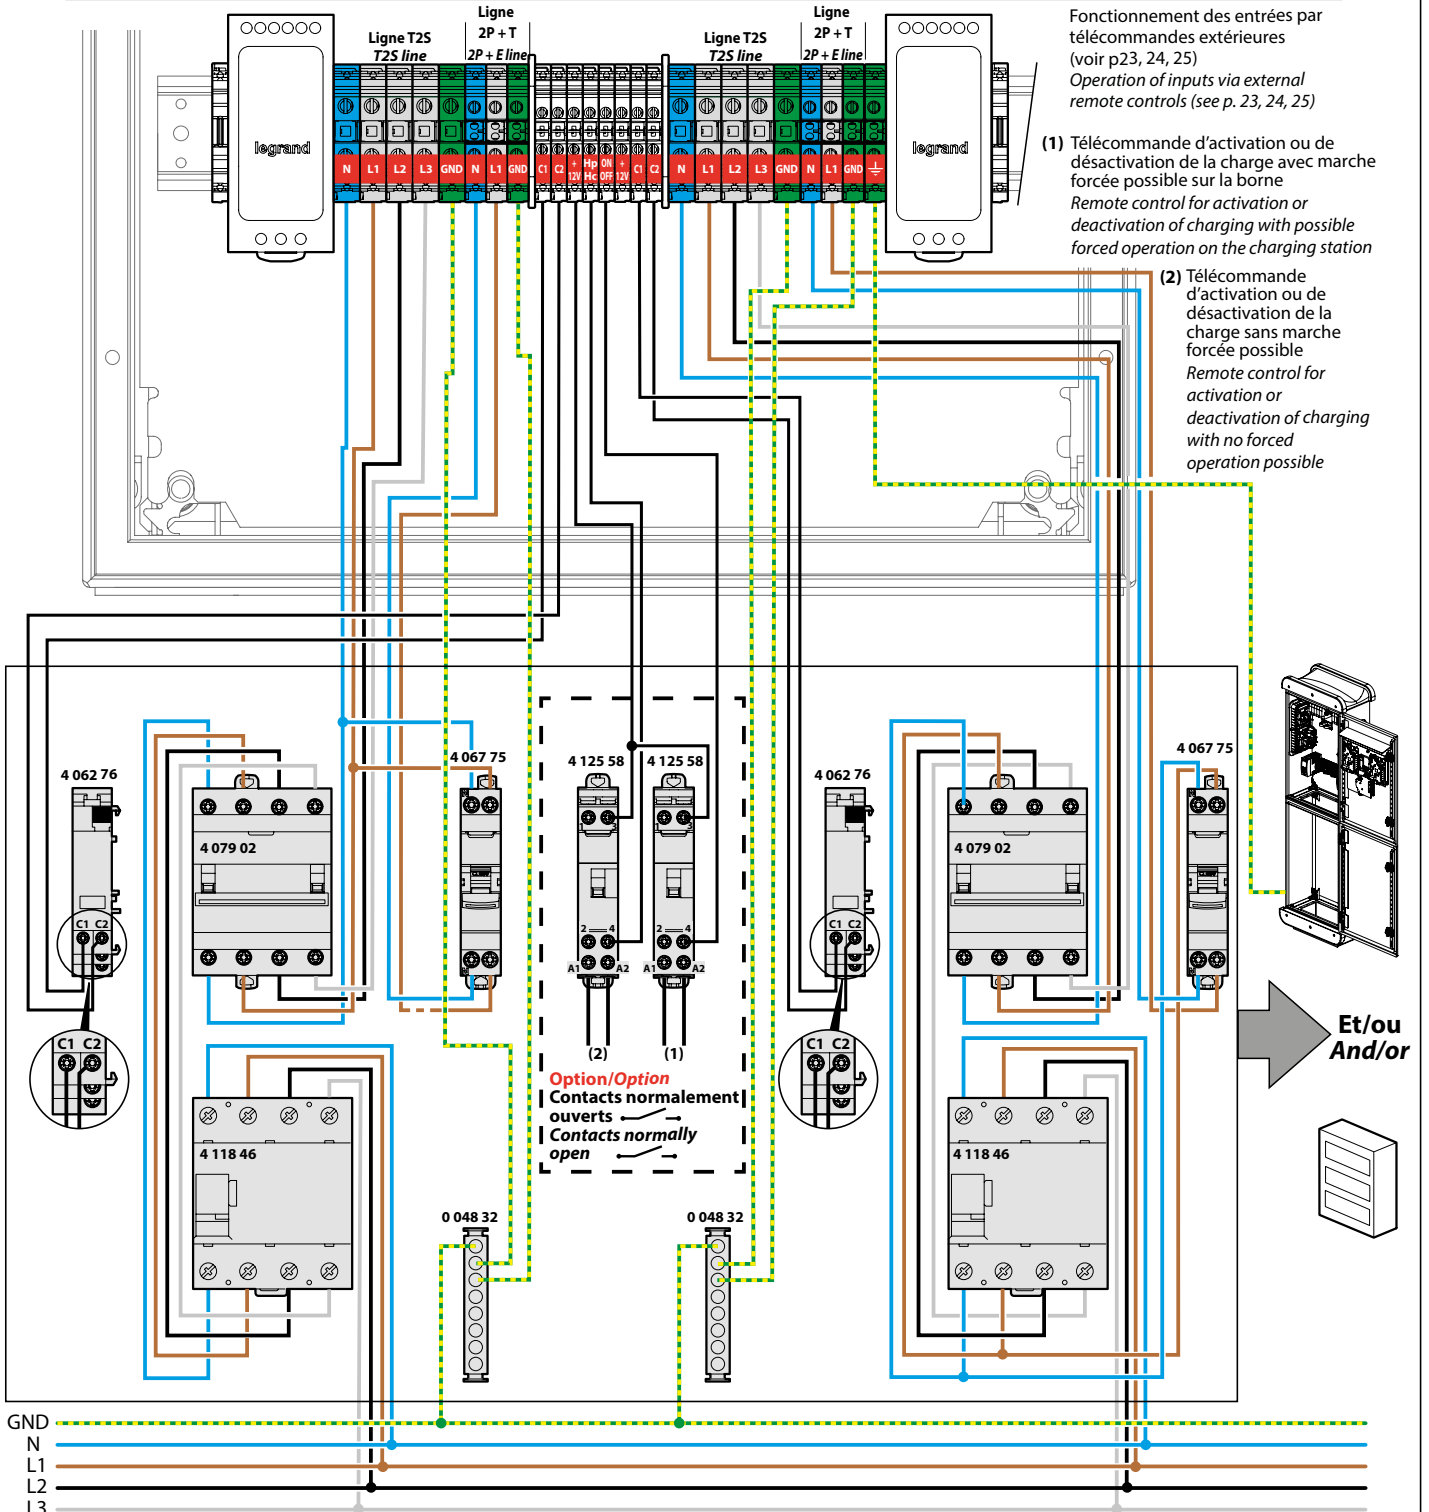 Ligne
2P + T
2P + E line
Ligne T2S
T2S line
Ligne T2S
T2S line
Ligne
2P + T
2P + E line
Fonctionnement des entrées par
télécommandes extérieures
(voir p23, 24, 25)
Operation of inputs via external
remote controls (see p. 23, 24, 25)
(1) Télécommande d’activation ou de
désactivation de la charge avec marche
forcée possible sur la borne
Remote control for activation or
deactivation of charging with possible
forced operation on the charging station
(2) Télécommande
d’activation ou de
désactivation de la
charge sans marche
forcée possible
Remote control for
activation or
deactivation of charging
with no forced
operation possible
legrand
N L1 L2 L3 GND N L1 GND C1 C2 + 12V Hp Hc ON OFF + 12V C1 C2 N L1 L2 L3 GND N L1 GND
legrand
4 062 76
4 079 02
4 067 75
4 125 58
4 125 58
4 062 76
4 079 02
4 067 75
1 3
1 3
C1 C2
2 4
2 4
A1 A2
A1 A2
C1 C2
C1 C2
C1 C2
(2)
(1)
Option/Option
Contacts normalement
ouverts
Contacts normally
open
Et/ou
And/or
4 118 46
4 118 46
0 048 32
0 048 32
GND
N
L1
L2
L3